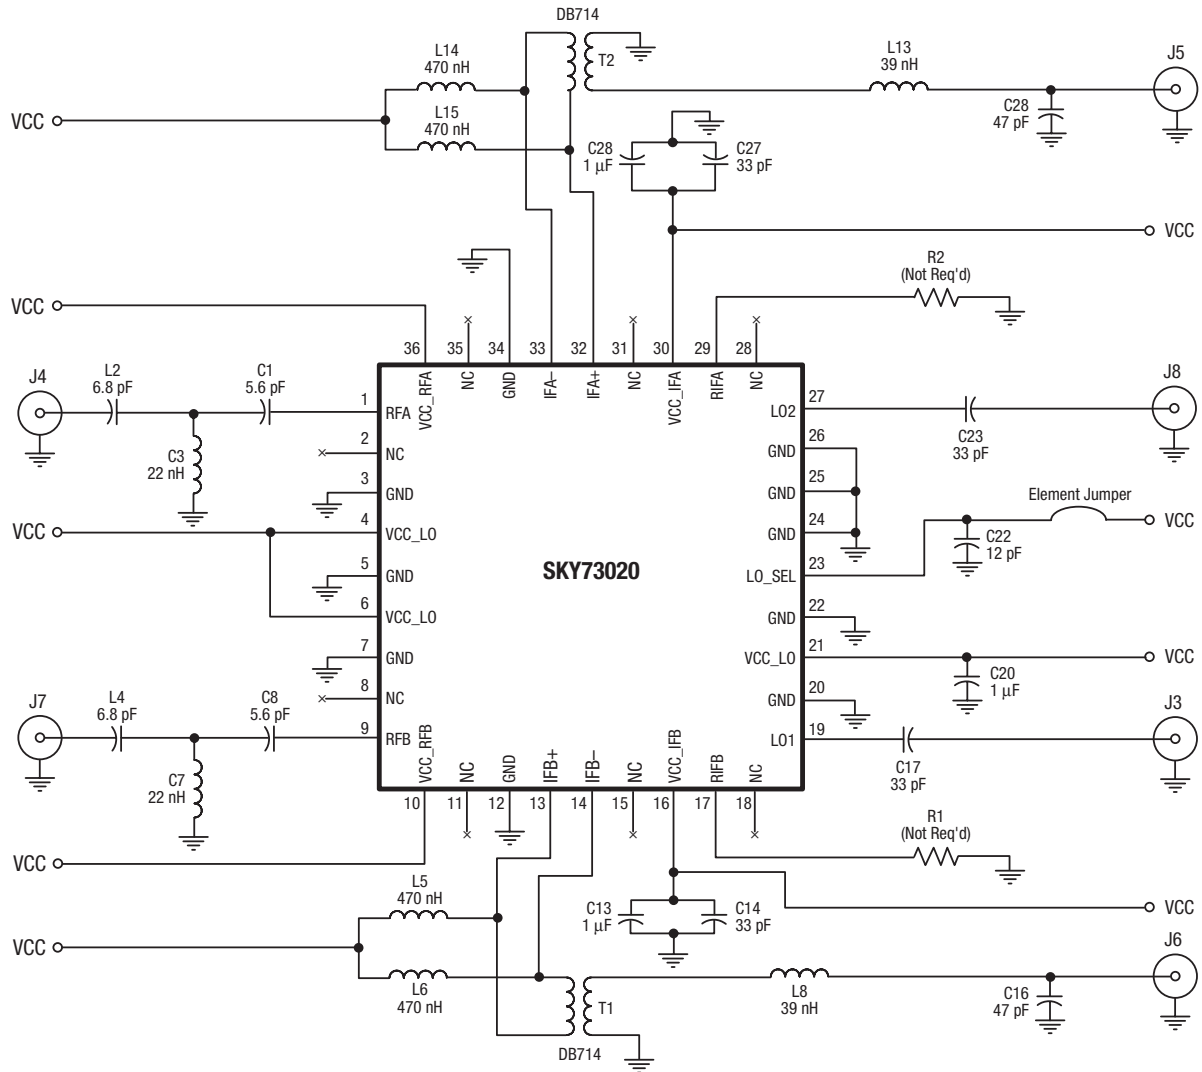 DB714
T2
L14
470 nH
L15
470 nH
VCC
L13
39 nH
J5
C28
47 pF
C28
1 µF
C27
33 pF
VCC
R2
(Not Req'd)
VCC
36
35
34
33
32
31
30
29
28
VCC_RFA
NC
GND
IFA–
IFA+
NC
VCC_IFA
RIFA
NC
J4
L2
6.8 pF
C1
5.6 pF
C3
22 nH
1
RFA
2
NC
3
GND
VCC
4
VCC_LO
5
GND
6
VCC_LO
7
GND
8
NC
9
RFB
J7
L4
6.8 pF
C8
5.6 pF
C7
22 nH
SKY73020
27
LO2
26
GND
25
GND
24
GND
23
LO_SEL
22
GND
21
VCC_LO
20
GND
19
LO1
J8
C23
33 pF
Element Jumper
VCC
C22
12 pF
VCC
C20
1 µF
J3
C17
33 pF
VCC_RFB
NC
GND
IFB+
IFB–
NC
VCC_IFB
RIFB
NC
10
11
12
13
14
15
16
17
18
R1
(Not Req'd)
VCC
L5
470 nH
C13
1 µF
C14
33 pF
VCC
VCC
L6
470 nH
T1
DB714
L8
39 nH
C16
47 pF
J6